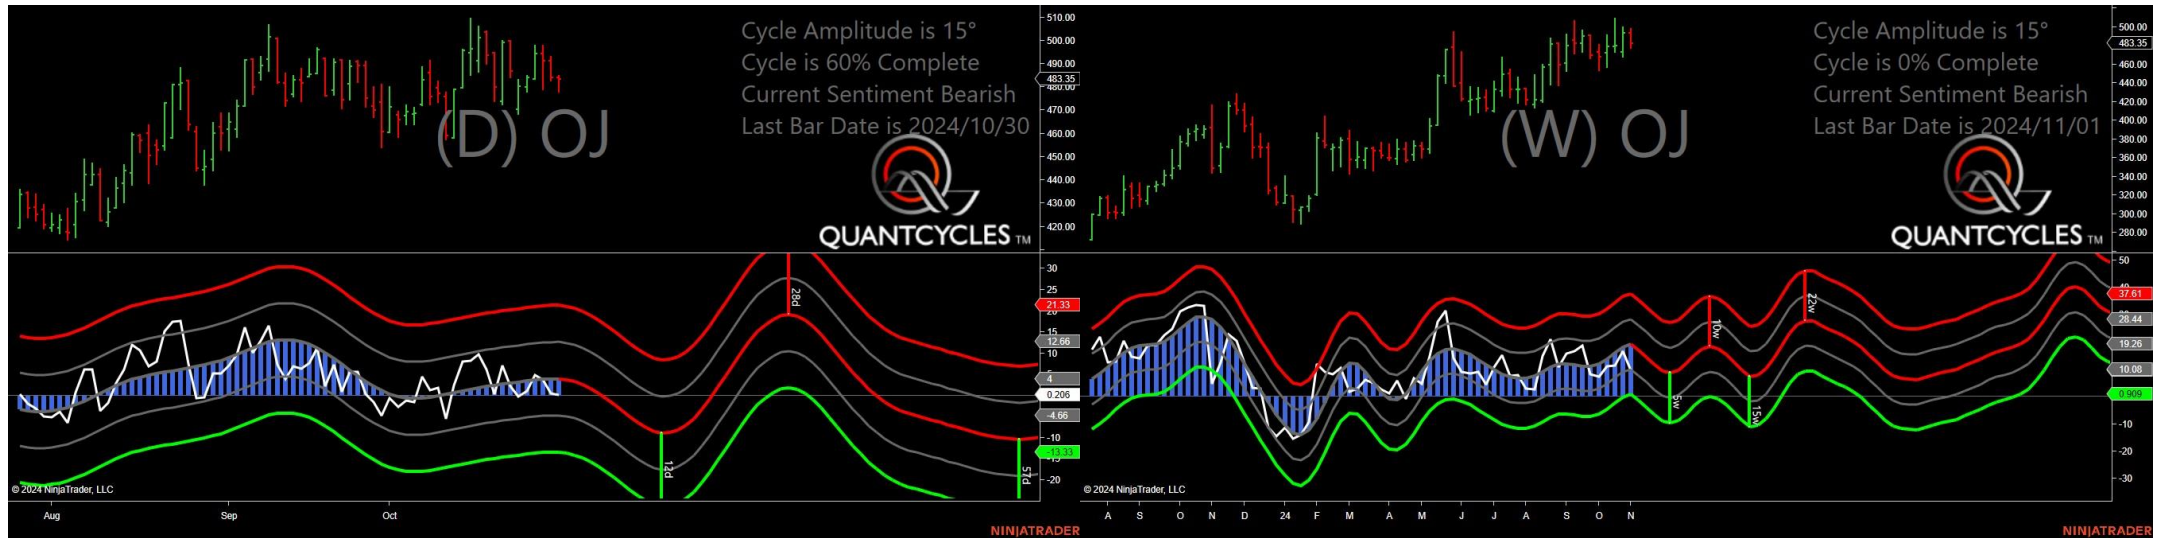 Cycle Amplitude is 15°
Cycle is 60% Complete
Current Sentiment Bearish
Last Bar Date is 2024/10/30
(D) OJ
QUANTCYCLES TM
510.00
500.00
490.00
483.35
480.00
470.00
460.00
450.00
440.00
430.00
420.00
30
25
21.33
20
15
12.66
10
4
0.206
-4.66
-10
-13.33
-20
28d
12d
57d
© 2024 NinjaTrader, LLC
Aug Sep Oct
NINJATRADER
Cycle Amplitude is 15°
Cycle is 0% Complete
Current Sentiment Bearish
Last Bar Date is 2024/11/01
(W) OJ
QUANTCYCLES TM
500.00
483.35
460.00
440.00
420.00
400.00
380.00
360.00
340.00
320.00
300.00
280.00
50
37.61
28.44
19.26
10.08
0.909
-10
-20
-30
5w
10w
15w
22w
© 2024 NinjaTrader, LLC
A S O N D 24 F M A M J J A S O N
NINJATRADER